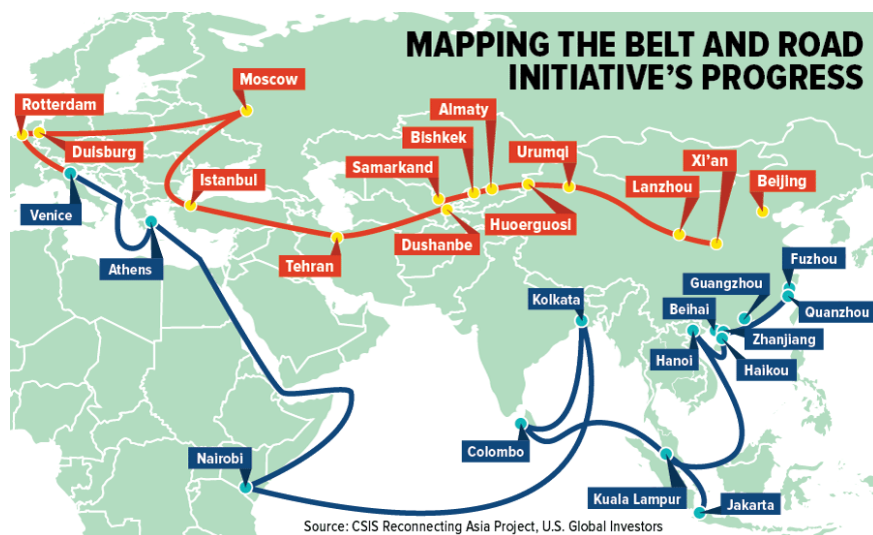 MAPPING THE BELT AND ROAD
INITIATIVE'S PROGRESS
Moscow
Rotterdam
Almaty
Bishkek
Urumqi
Duisburg
Xi'an
Samarkand
Lanzhou
Beijing
Istanbul
Venice
Huoerguosi
Dushanbe
Athens
Tehran
Fuzhou
Guangzhou
Kolkata
Beihai
Quanzhou
Zhanjiang
Hanoi
Haikou
Colombo
Nairobi
Kuala Lampur
Jakarta
Source: CSIS Reconnecting Asia Project, U.S. Global Investors